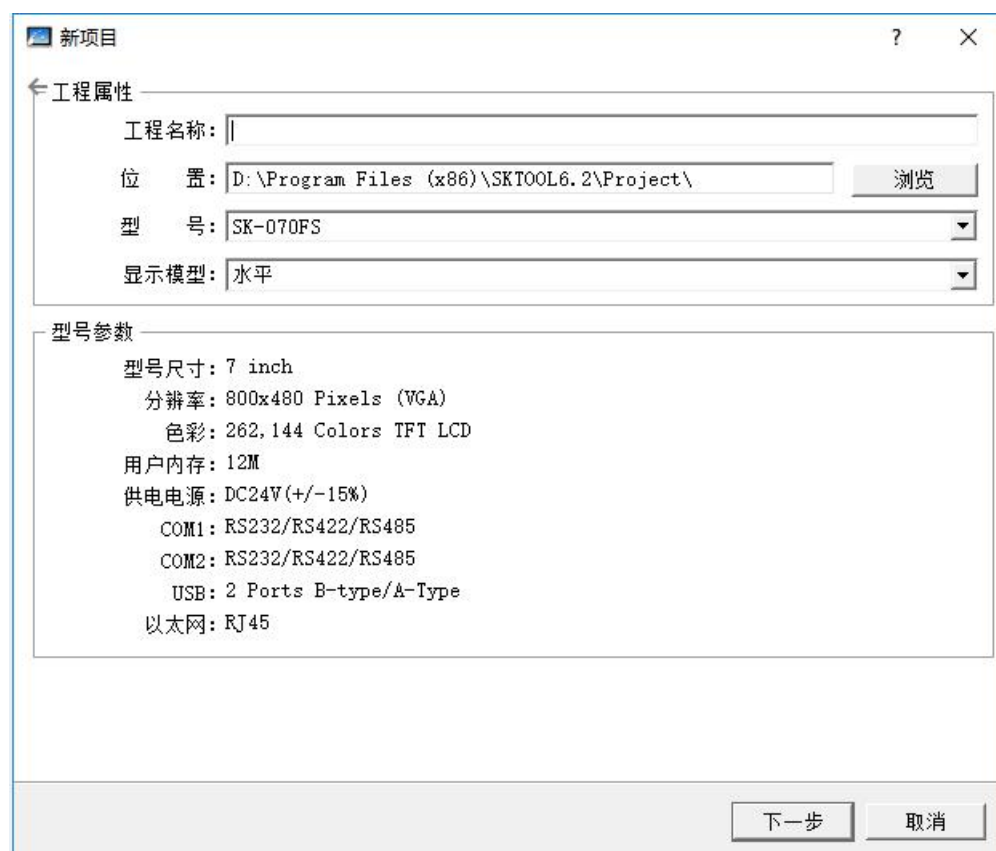 新项目
?
工程属性
工程名称:
位 置: D:\Program Files (x86)\SKTOOL6.2\Project\ 浏览
型 号: SK-070FS
显示模型: 水平
型号参数
型号尺寸: 7 inch
分辨率: 800x480 Pixels (VGA)
色彩: 262,144 Colors TFT LCD
用户内存: 12M
供电电源: DC24V(+/-15%)
COM1: RS232/RS422/RS485
COM2: RS232/RS422/RS485
USB: 2 Ports B-type/A-Type
以太网: RJ45
下一步 取消